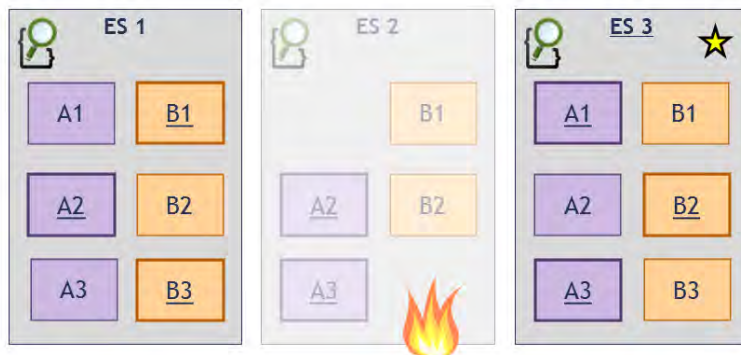 ES 1
A1 B1
A2 B2
A3 B3
ES 2
B1
A2 B2
A3
ES 3
A1 B1
A2 B2
A3 B3